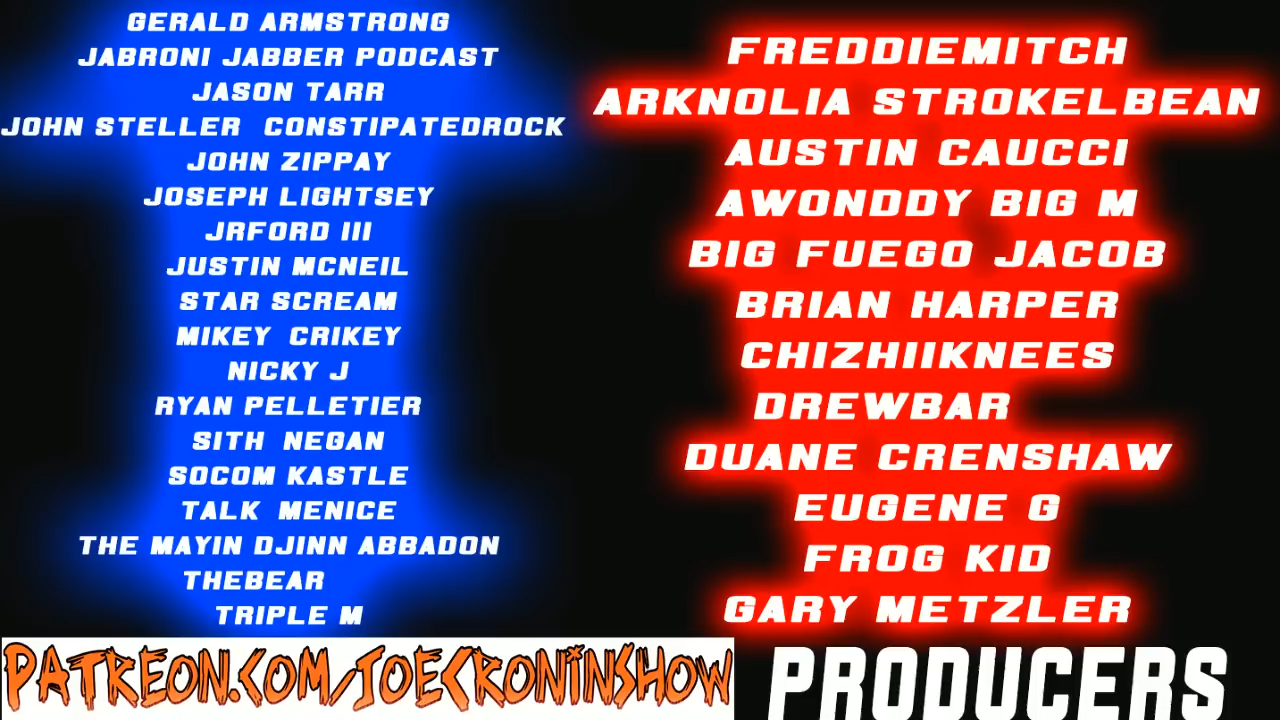 GERALD ARMSTRONG
JABRONI JABBER PODCAST
JASON TARR
JOHN STELLER CONSTIPATEDROCK
JOHN ZIPPAY
JOSEPH LIGHTSEY
JRFORD III
JUSTIN MCNEIL
STAR SCREAM
MIKEY CRIKEY
NICKY J
RYAN PELLETIER
SITH NEGAN
SOCOM KASTLE
TALK MENICE
THE MAYIN DJINN ABBADON
THEBEAR
TRIPLE M
PATREON.COM/JOECRONINSHOW
FREDDIEMITCH
ARKNOLIA STROKELBEAN
AUSTIN CAUCCI
AWONDDY BIG M
BIG FUEGO JACOB
BRIAN HARPER
CHIZHIIKNEES
DREWBAR
DUANE CRENSHAW
EUGENE G
FROG KID
GARY METZLER
PRODUCERS